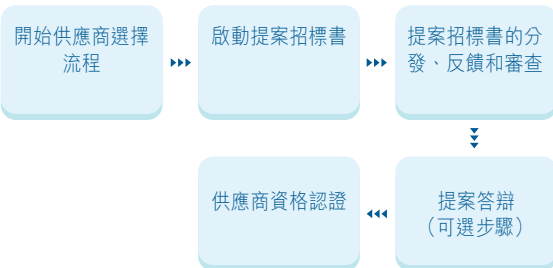 開始供應商選擇
流程
啟動提案招標書
提案招標書的分
發、反饋和審查
提案答辯
（可選步驟）
供應商資格認證